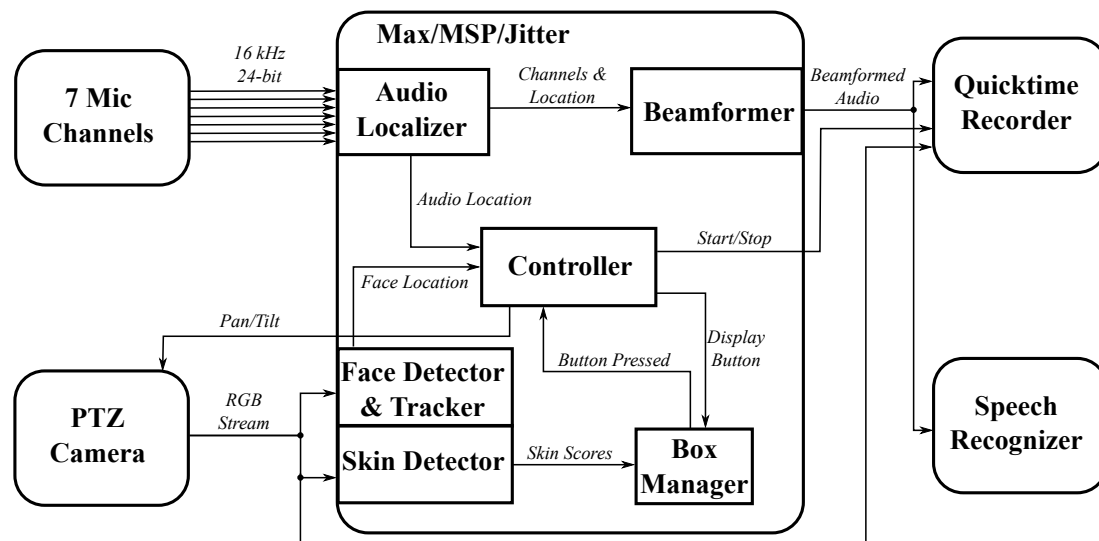 Max/MSP/Jitter
16 kHz
24-bit
7 Mic
Channels
Audio
Localizer
Channels &
Location
Beamformer
Beamformed
Audio
Quicktime
Recorder
Audio Location
Controller
Start/Stop
Face Location
Pan/Tilt
Display
Button
Button Pressed
Face Detector
& Tracker
PTZ
Camera
RGB
Stream
Skin Detector
Skin Scores
Box
Manager
Speech
Recognizer